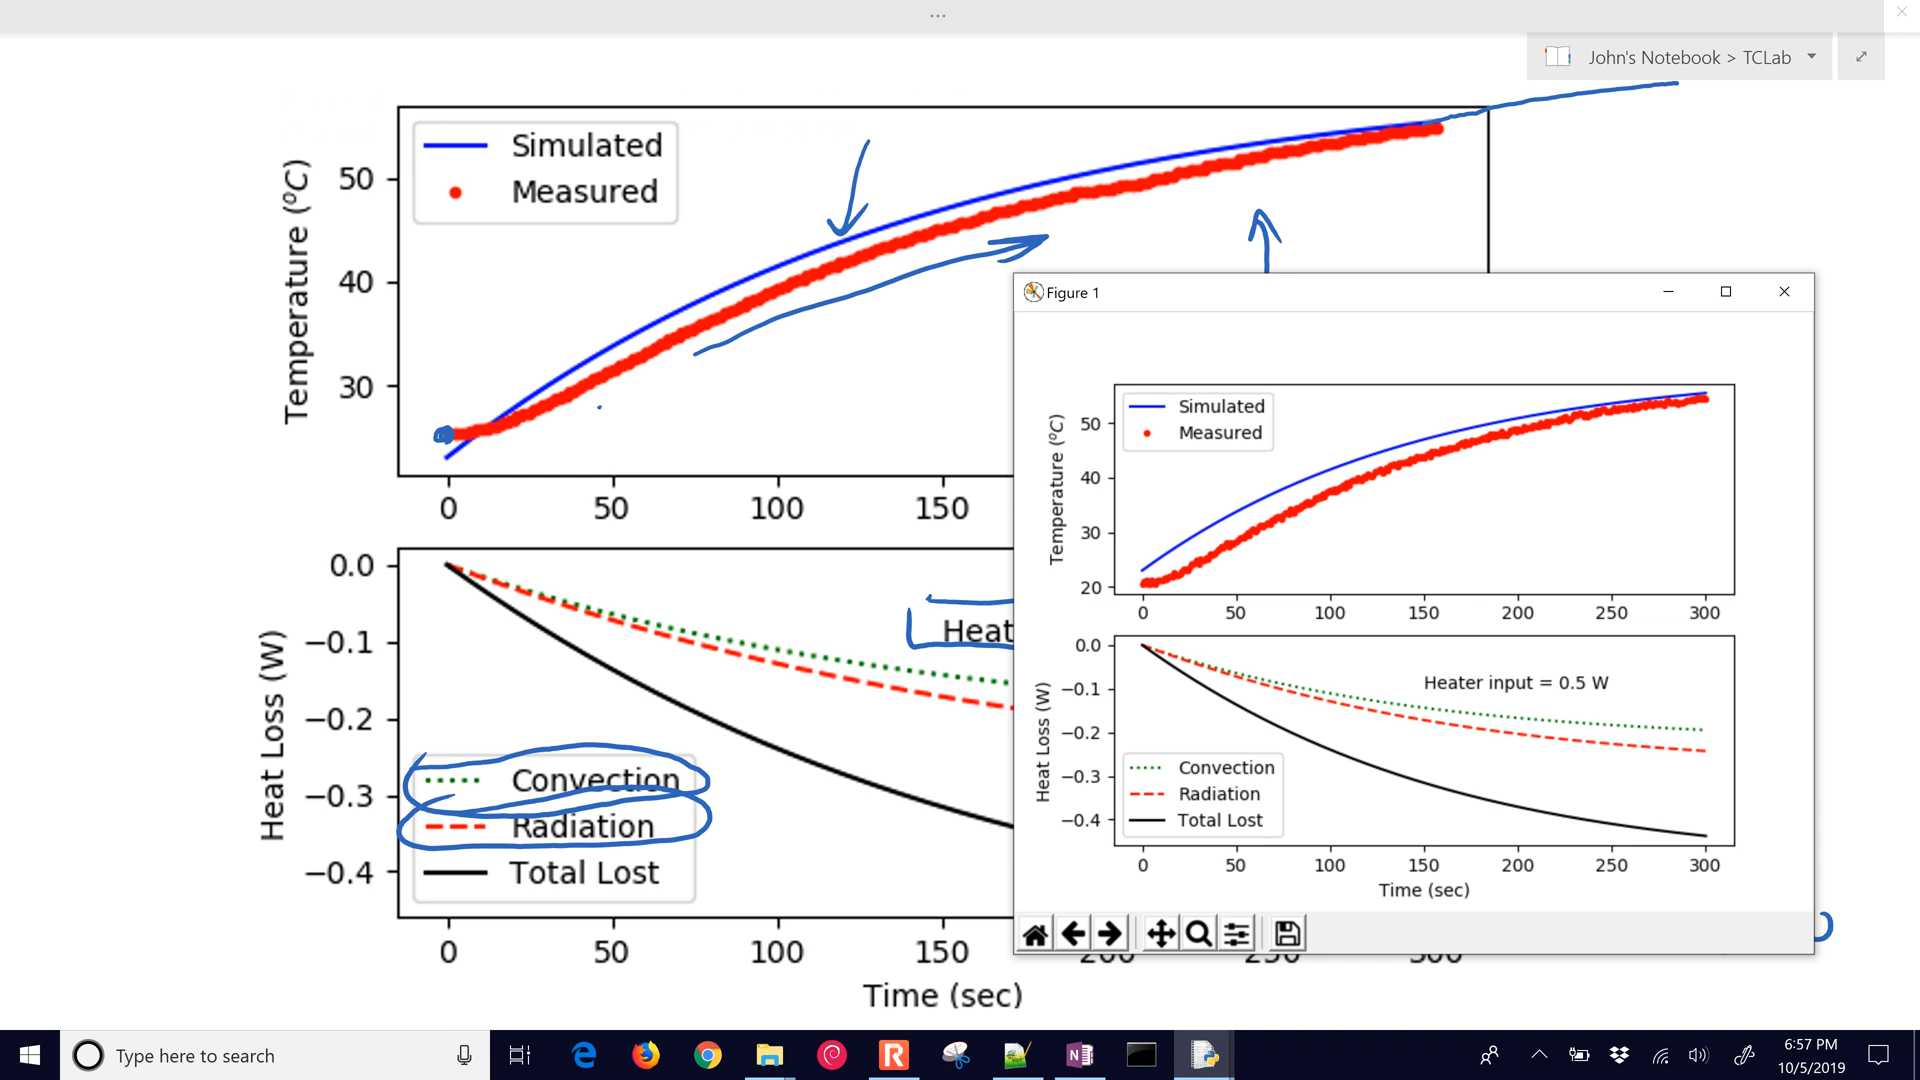 ...
John's Notebook > TCLab
Simulated
Measured
Temperature (°C)
50
40
30
0 50 100 150
Heat Loss (W)
0.0
−0.1
−0.2
−0.3
−0.4
Heat
Convection
Radiation
Total Lost
0 50 100 150 200 250 300
Time (sec)
Figure 1
Simulated
Measured
Temperature (°C)
50
40
30
20
0 50 100 150 200 250 300
Heat Loss (W)
0.0
−0.1
−0.2
−0.3
−0.4
Heater input = 0.5 W
Convection
Radiation
Total Lost
0 50 100 150 200 250 300
Time (sec)
Type here to search
6:57 PM
10/5/2019